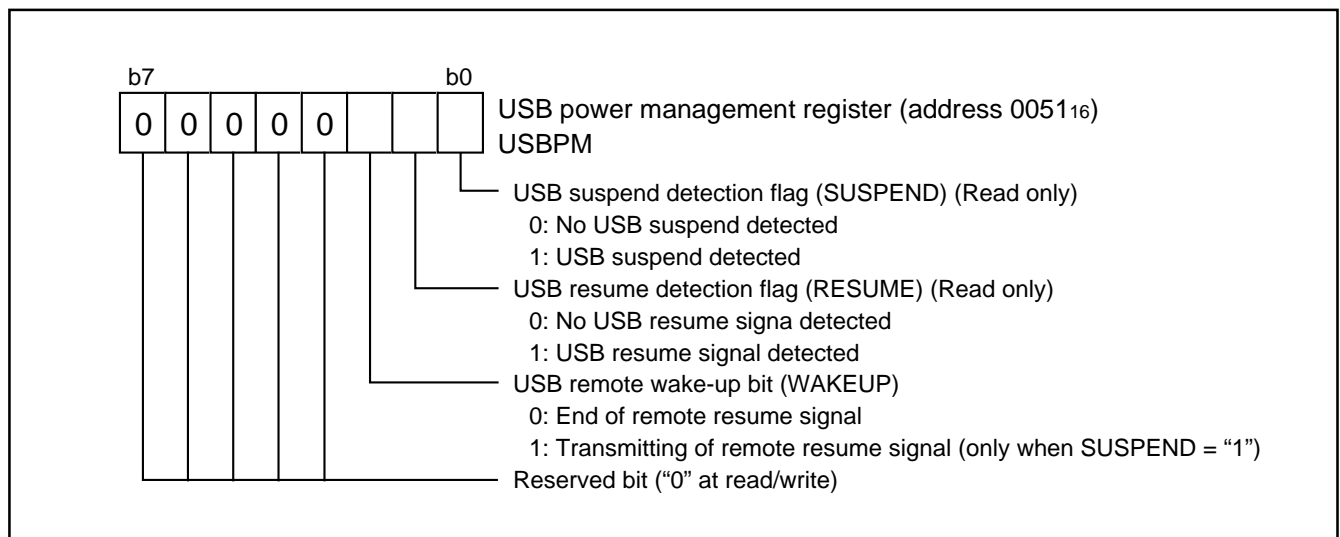 b7 b0
0 0 0 0 0
USB power management register (address 0051₁₆)
USBPM
USB suspend detection flag (SUSPEND) (Read only)
0: No USB suspend detected
1: USB suspend detected
USB resume detection flag (RESUME) (Read only)
0: No USB resume signa detected
1: USB resume signal detected
USB remote wake-up bit (WAKEUP)
0: End of remote resume signal
1: Transmitting of remote resume signal (only when SUSPEND = “1”)
Reserved bit (“0” at read/write)